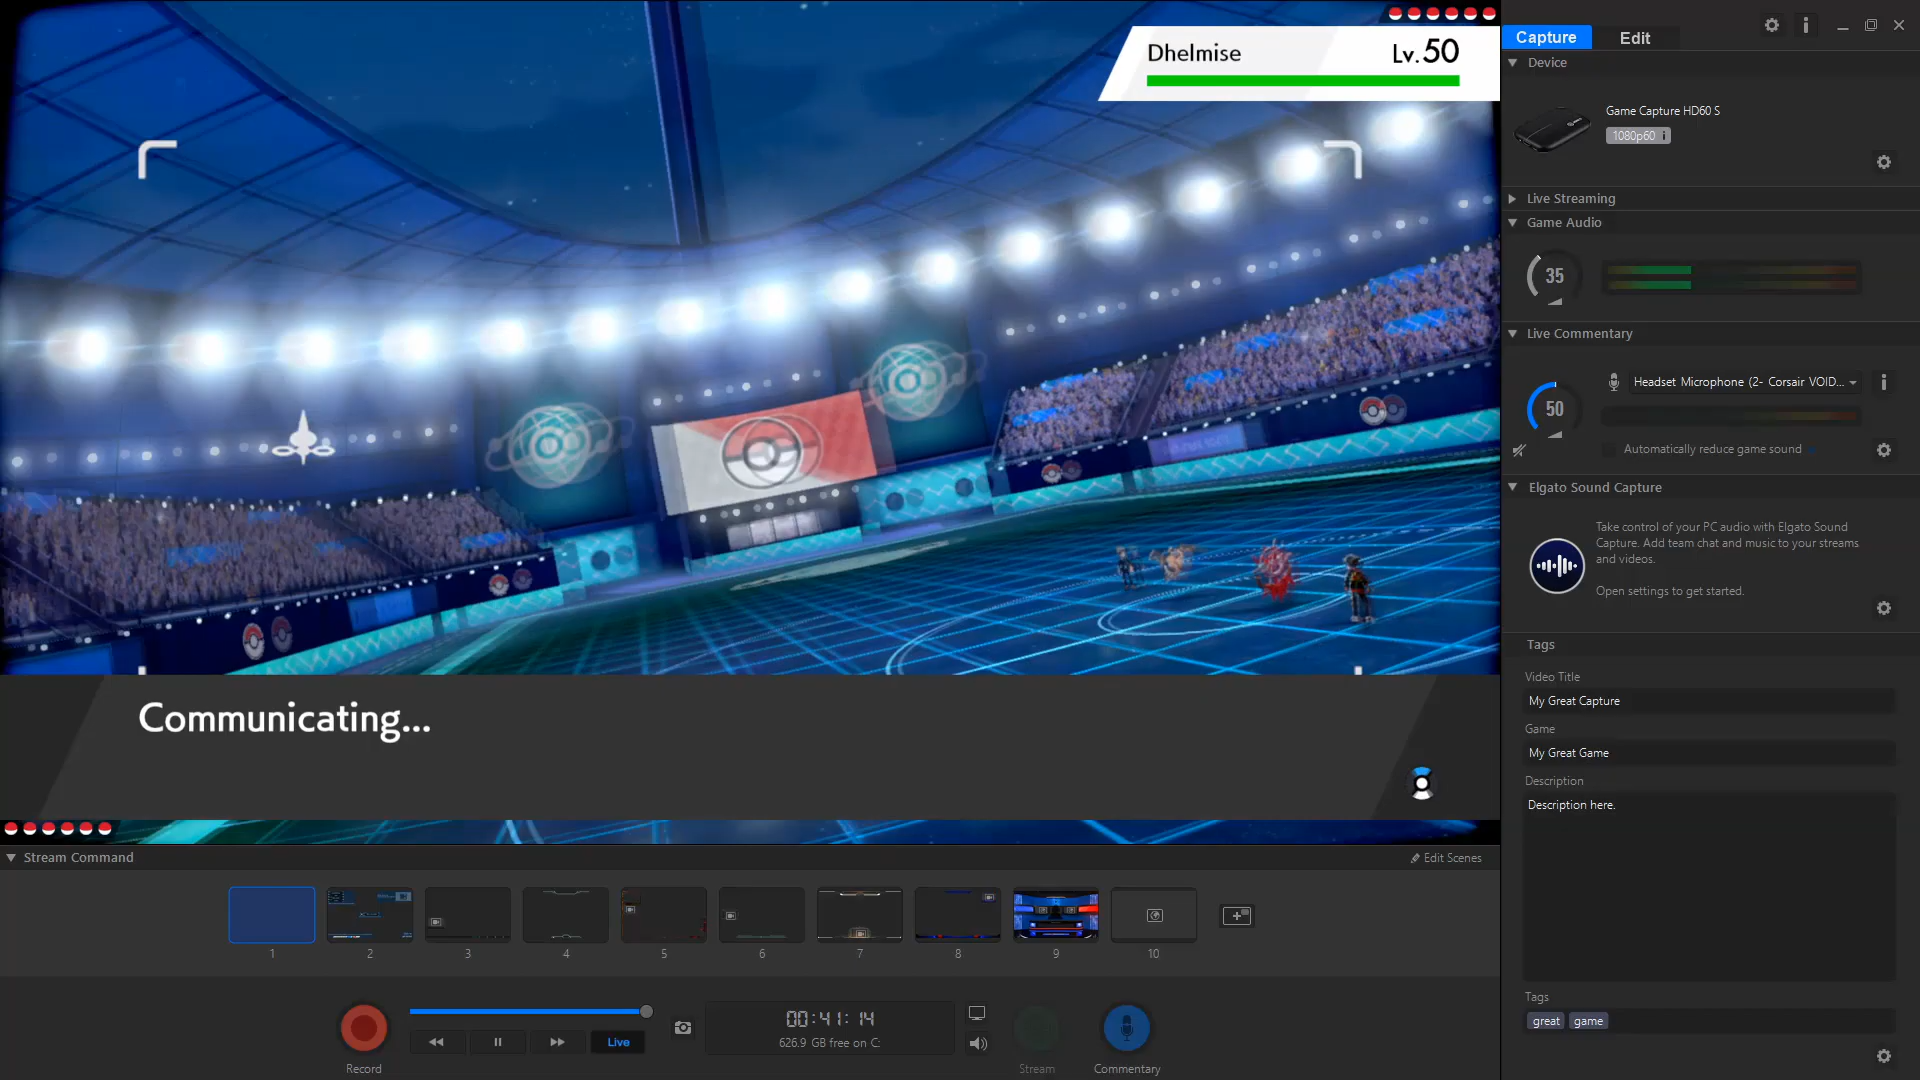 Dhelmise Lv.50
Communicating...
Stream Command
Edit Scenes
1 2 3 4 5 6 7 8 9 10
00:41:14
626.9 GB free on C:
Live
Record
Stream
Commentary
Capture
Edit
Device
Game Capture HD60 S
1080p60 i
Live Streaming
Game Audio
35
Live Commentary
Headset Microphone (2- Corsair VOID...
50
Automatically reduce game sound
Elgato Sound Capture
Take control of your PC audio with Elgato Sound
Capture. Add team chat and music to your streams
and videos.
Open settings to get started.
Tags
Video Title
My Great Capture
Game
My Great Game
Description
Description here.
Tags
great game